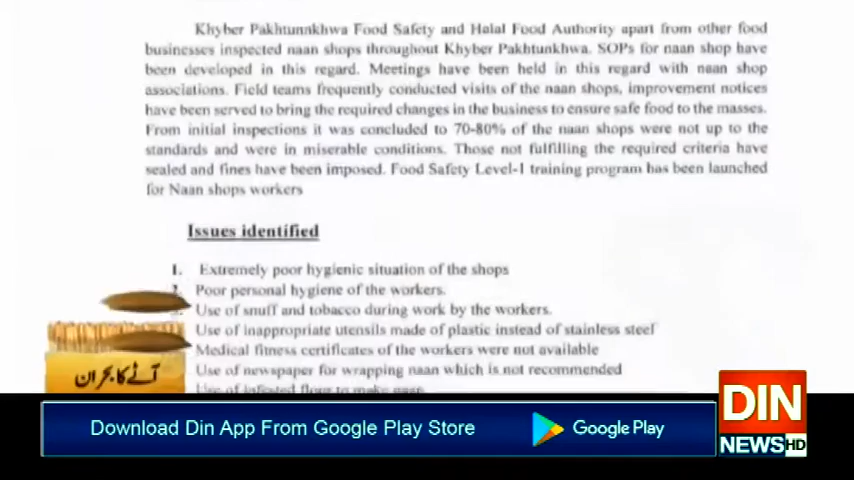 Khyber Pakhtunnkhwa Food Safety and Halal Food Authority apart from other food
businesses inspected naan shops throughout Khyber Pakhtunkhwa. SOPs for naan shop have
been developed in this regard. Meetings have been held in this regard with naan shop
associations. Field teams frequently conducted visits of the naan shops, improvement notices
have been served to bring the required changes in the business to ensure safe food to the masses.
From initial inspections it was concluded to 70-80% of the naan shops were not up to the
standards and were in miserable conditions. Those not fulfilling the required criteria have
sealed and fines have been imposed. Food Safety Level-I training program has been launched
for Naan shops workers
Issues identified
1. Extremely poor hygienic situation of the shops
2. Poor personal hygiene of the workers.
Use of snuff and tobacco during work by the workers.
Use of inappropriate utensils made of plastic instead of stainless steel
Medical fitness certificates of the workers were not available
Use of newspaper for wrapping naan which is not recommended
Use of infested flour to make naan
آٹے کا بحران
Download Din App From Google Play Store
Google Play
DIN
NEWS HD